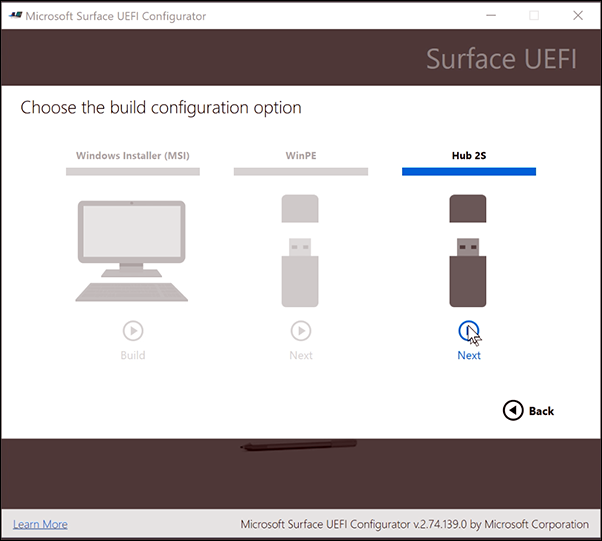 Microsoft Surface UEFI Configurator
Surface UEFI
Choose the build configuration option
Windows Installer (MSI)
WinPE
Hub 2S
Build
Next
Next
Back
Learn More
Microsoft Surface UEFI Configurator v.2.74.139.0 by Microsoft Corporation